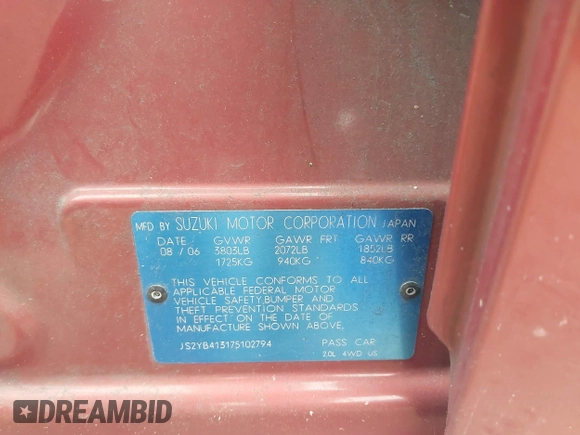 MFD BY SUZUKI MOTOR CORPORATION JAPAN
DATE GVWR GAWR FRT GAWR RR
08 / 06 3803LB 2072LB 1852LB
1725KG 940KG 840KG
THIS VEHICLE CONFORMS TO ALL
APPLICABLE FEDERAL MOTOR
VEHICLE SAFETY,BUMPER AND
THEFT PREVENTION STANDARDS
IN EFFECT ON THE DATE OF
MANUFACTURE SHOWN ABOVE.
JS2YB413175102794 PASS CAR
2.0L 4WD US
DREAMBID